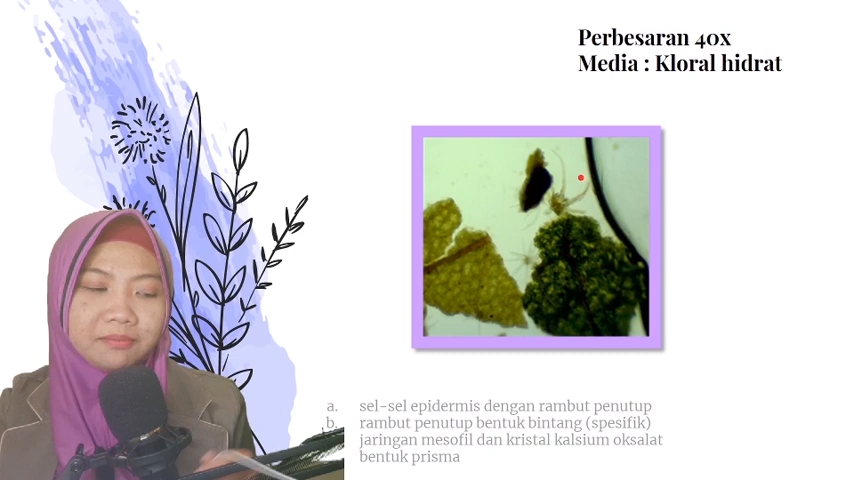 Perbesaran 40x
Media : Kloral hidrat
a. sel-sel epidermis dengan rambut penutup
b. rambut penutup bentuk bintang (spesifik)
jaringan mesofil dan kristal kalsium oksalat
bentuk prisma